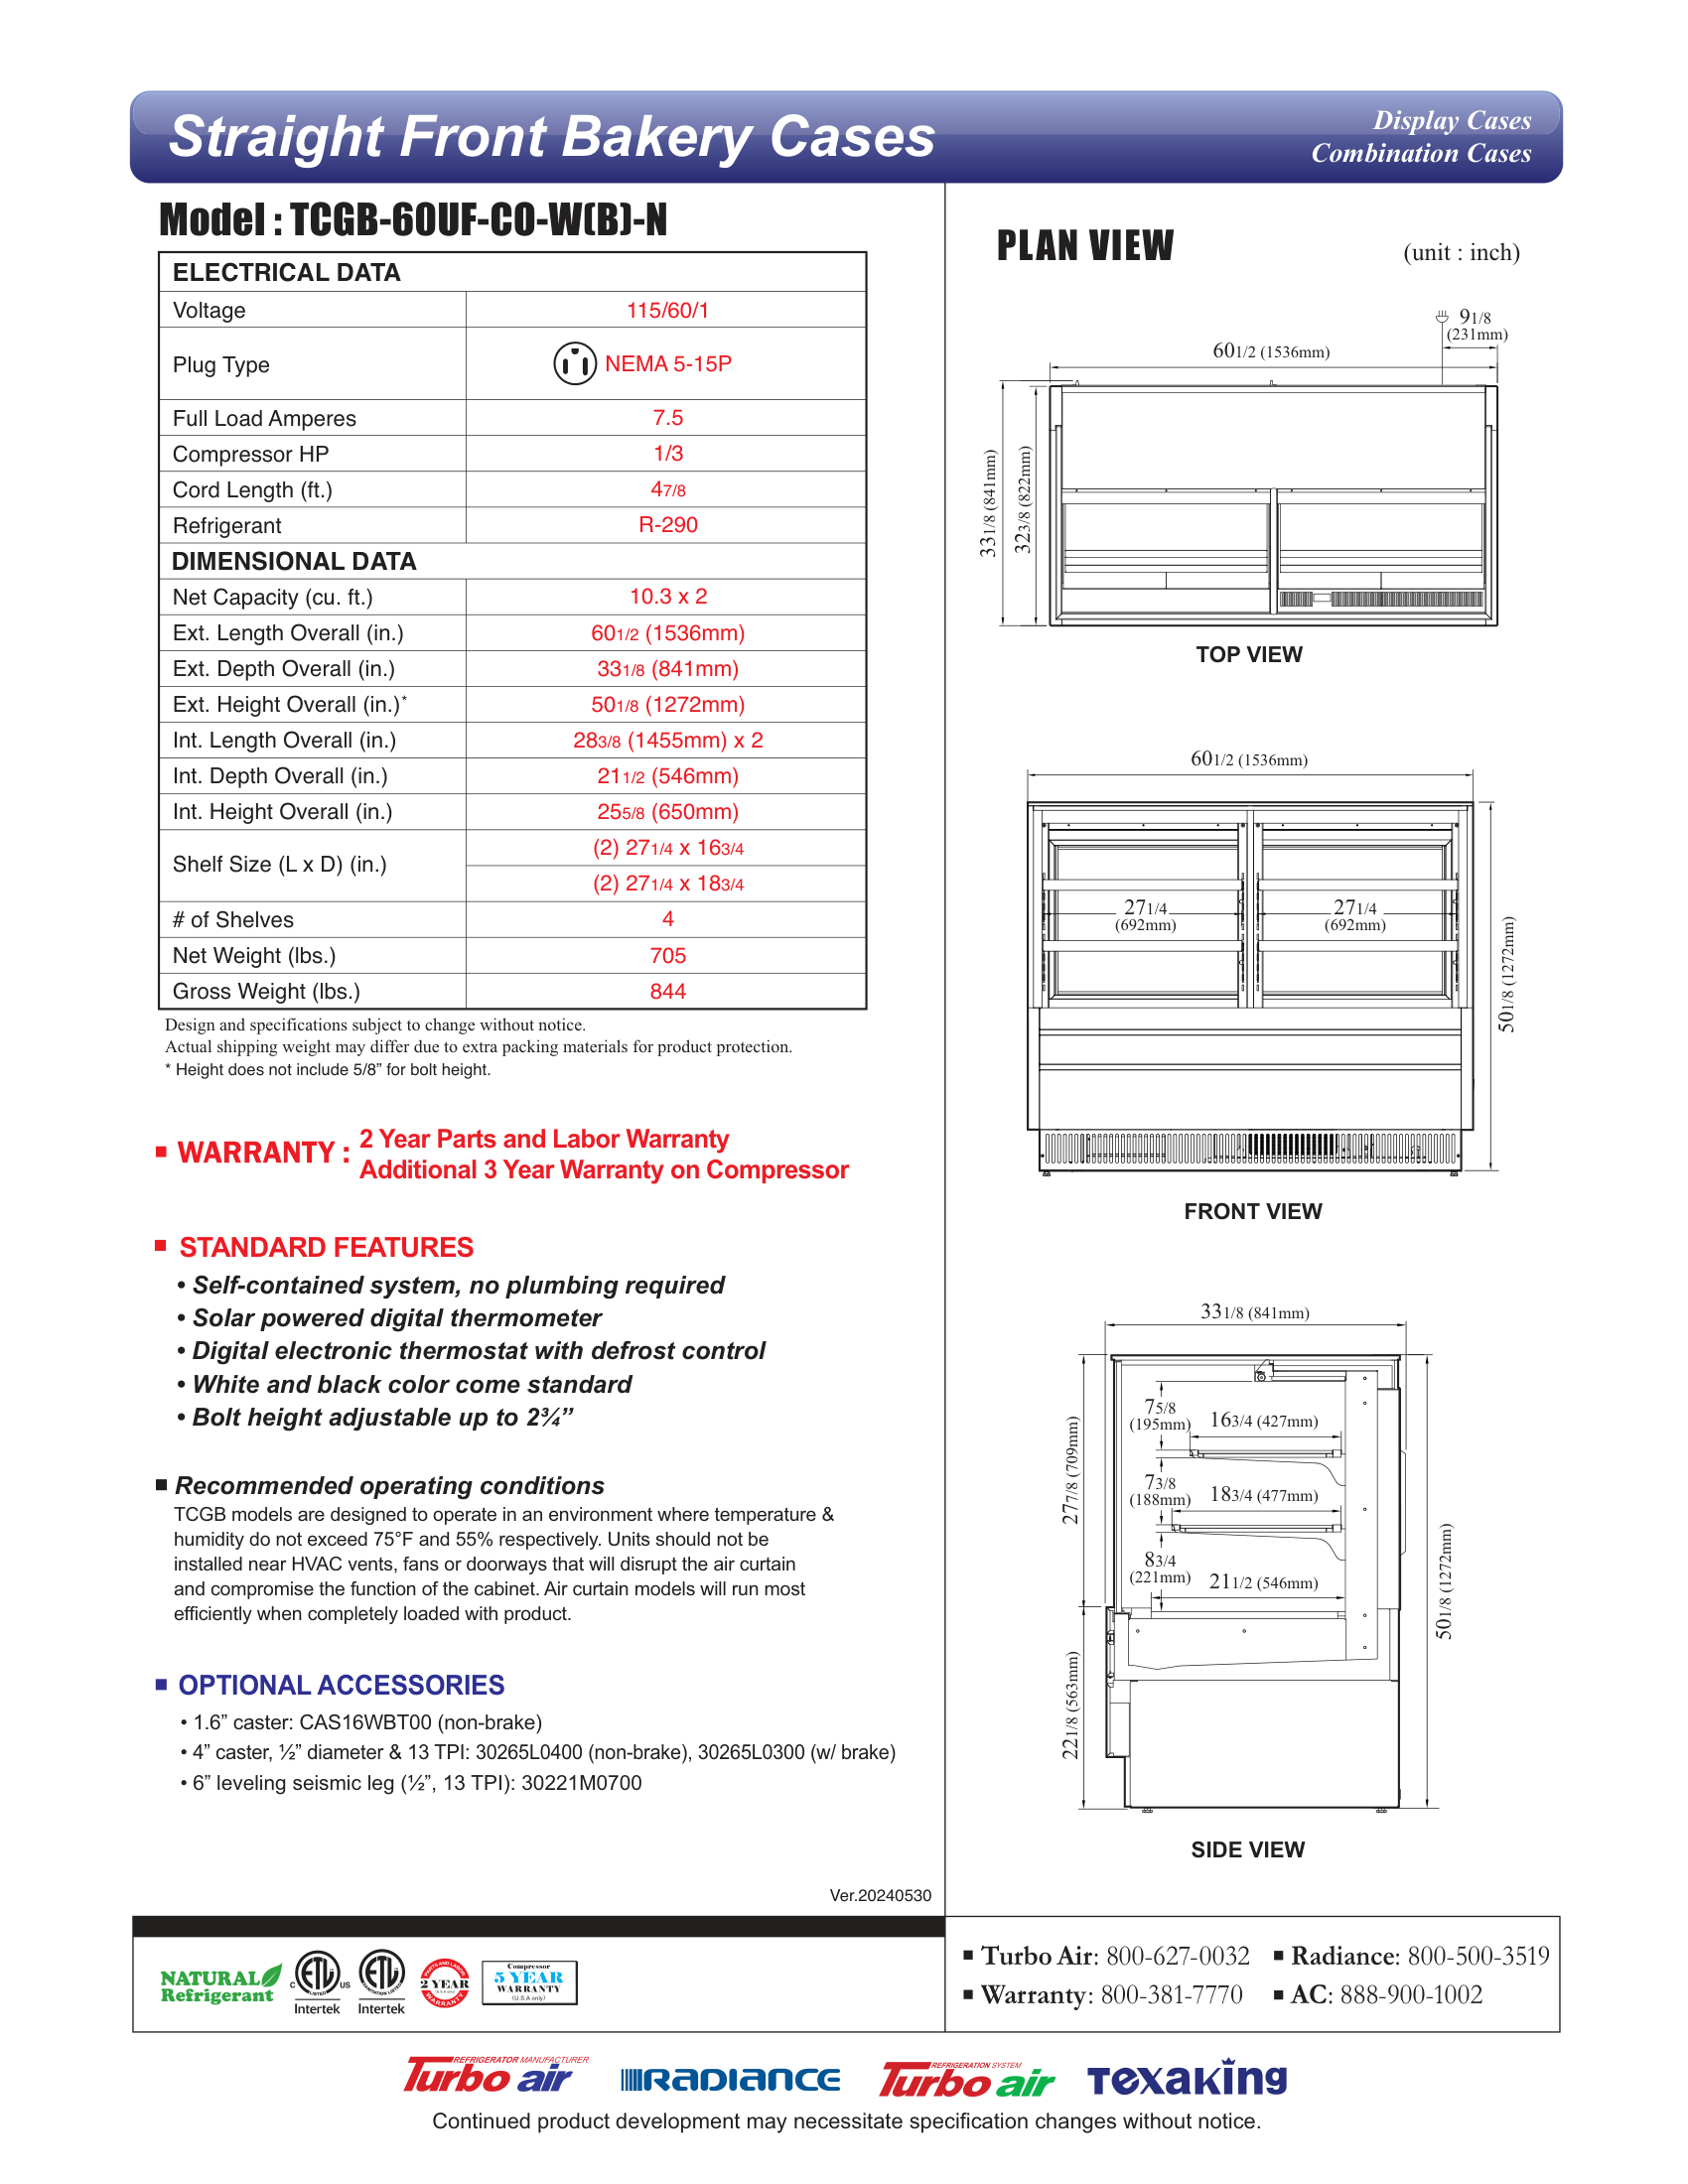 Straight Front Bakery Cases
Display Cases
Combination Cases
Model : TCGB-60UF-CO-W(B)-N
ELECTRICAL DATA
Voltage 115/60/1
Plug Type NEMA 5-15P
Full Load Amperes 7.5
Compressor HP 1/3
Cord Length (ft.) 47/8
Refrigerant R-290
DIMENSIONAL DATA
Net Capacity (cu. ft.) 10.3 x 2
Ext. Length Overall (in.) 601/2 (1536mm)
Ext. Depth Overall (in.) 331/8 (841mm)
Ext. Height Overall (in.)* 501/8 (1272mm)
Int. Length Overall (in.) 283/8 (1455mm) x 2
Int. Depth Overall (in.) 211/2 (546mm)
Int. Height Overall (in.) 255/8 (650mm)
Shelf Size (L x D) (in.) (2) 271/4 x 163/4
(2) 271/4 x 183/4
# of Shelves 4
Net Weight (lbs.) 705
Gross Weight (lbs.) 844
Design and specifications subject to change without notice.
Actual shipping weight may differ due to extra packing materials for product protection.
* Height does not include 5/8” for bolt height.
■ WARRANTY : 2 Year Parts and Labor Warranty
Additional 3 Year Warranty on Compressor
■ STANDARD FEATURES
• Self-contained system, no plumbing required
• Solar powered digital thermometer
• Digital electronic thermostat with defrost control
• White and black color come standard
• Bolt height adjustable up to 2¾”
■ Recommended operating conditions
TCGB models are designed to operate in an environment where temperature &
humidity do not exceed 75°F and 55% respectively. Units should not be
installed near HVAC vents, fans or doorways that will disrupt the air curtain
and compromise the function of the cabinet. Air curtain models will run most
efficiently when completely loaded with product.
■ OPTIONAL ACCESSORIES
• 1.6” caster: CAS16WBT00 (non-brake)
• 4” caster, ½” diameter & 13 TPI: 30265L0400 (non-brake), 30265L0300 (w/ brake)
• 6” leveling seismic leg (½”, 13 TPI): 30221M0700
Ver.20240530
PLAN VIEW (unit : inch)
91/8
(231mm)
601/2 (1536mm)
331/8 (841mm)
323/8 (822mm)
TOP VIEW
601/2 (1536mm)
271/4
(692mm)
271/4
(692mm)
501/8 (1272mm)
FRONT VIEW
331/8 (841mm)
75/8
(195mm)
163/4 (427mm)
277/8 (709mm)
73/8
(188mm)
183/4 (477mm)
83/4
(221mm)
211/2 (546mm)
501/8 (1272mm)
221/8 (563mm)
SIDE VIEW
NATURAL
Refrigerant
C ETL US
LISTED
Intertek
ETL
Intertek
PARTS AND LABOR
2 YEAR
(U.S.A only)
WARRANTY
Compressor
5 YEAR
WARRANTY
(U.S.A only)
■ Turbo Air: 800-627-0032 ■ Radiance: 800-500-3519
■ Warranty: 800-381-7770 ■ AC: 888-900-1002
REFRIGERATOR MANUFACTURER
Turbo air
RADIANCE
REFRIGERATION SYSTEM
Turbo air
Texaking
Continued product development may necessitate specification changes without notice.